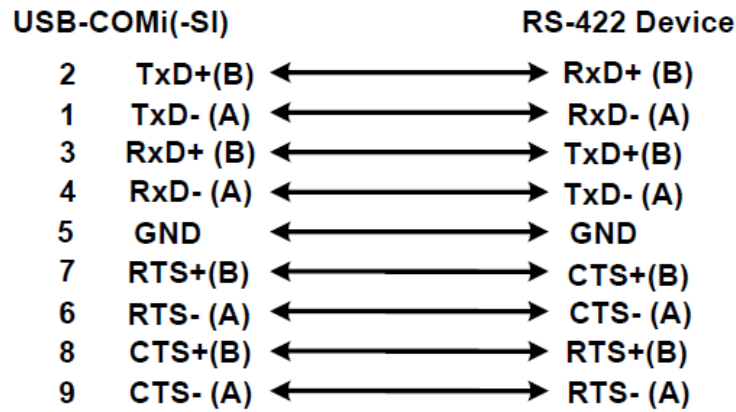 USB-COMi(-SI) RS-422 Device
2 TxD+(B) RxD+ (B)
1 TxD- (A) RxD- (A)
3 RxD+ (B) TxD+(B)
4 RxD- (A) TxD- (A)
5 GND GND
7 RTS+(B) CTS+(B)
6 RTS- (A) CTS- (A)
8 CTS+(B) RTS+(B)
9 CTS- (A) RTS- (A)